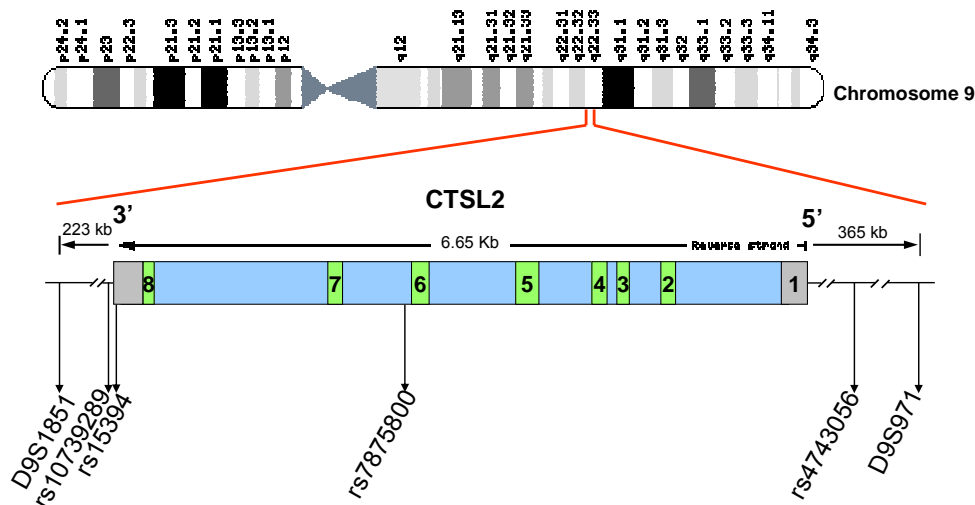 p24.2 p24.1 p23 p22.3 p21.3 p21.2 p21.1 p13.3 p13.2 p13.1 p12 q12 q21.13 q21.31 q21.32 q21.33 q22.31 q22.32 q22.33 q31.1 q31.2 q31.3 q32 q33.1 q33.2 q33.3 q34.11 q34.3
Chromosome 9
CTSL2
3’ 5’
223 kb 6.65 Kb Reverse strand 365 kb
8 7 6 5 4 3 2 1
D9S1851 rs10739289 rs15394 rs7875800 rs4743056 D9S971